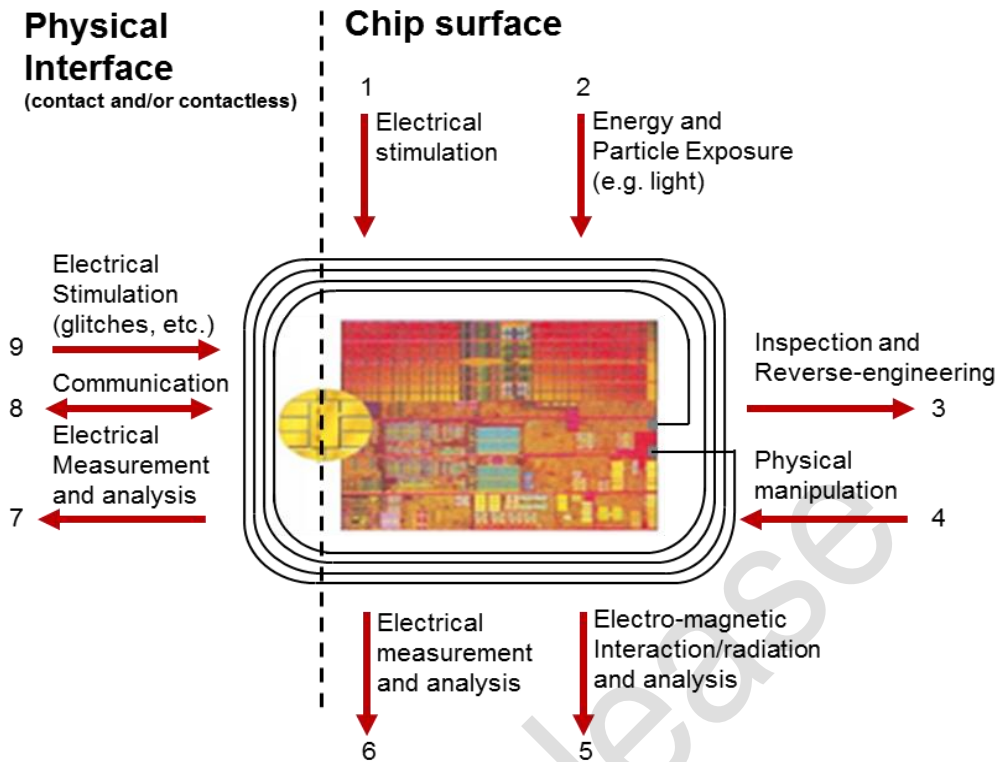 Physical
Interface
(contact and/or contactless)
Chip surface
1
Electrical
stimulation
2
Energy and
Particle Exposure
(e.g. light)
Electrical
Stimulation
(glitches, etc.)
9
Communication
8
Electrical
Measurement
and analysis
7
Inspection and
Reverse-engineering
3
Physical
manipulation
4
Electrical
measurement
and analysis
6
Electro-magnetic
Interaction/radiation
and analysis
5
ease